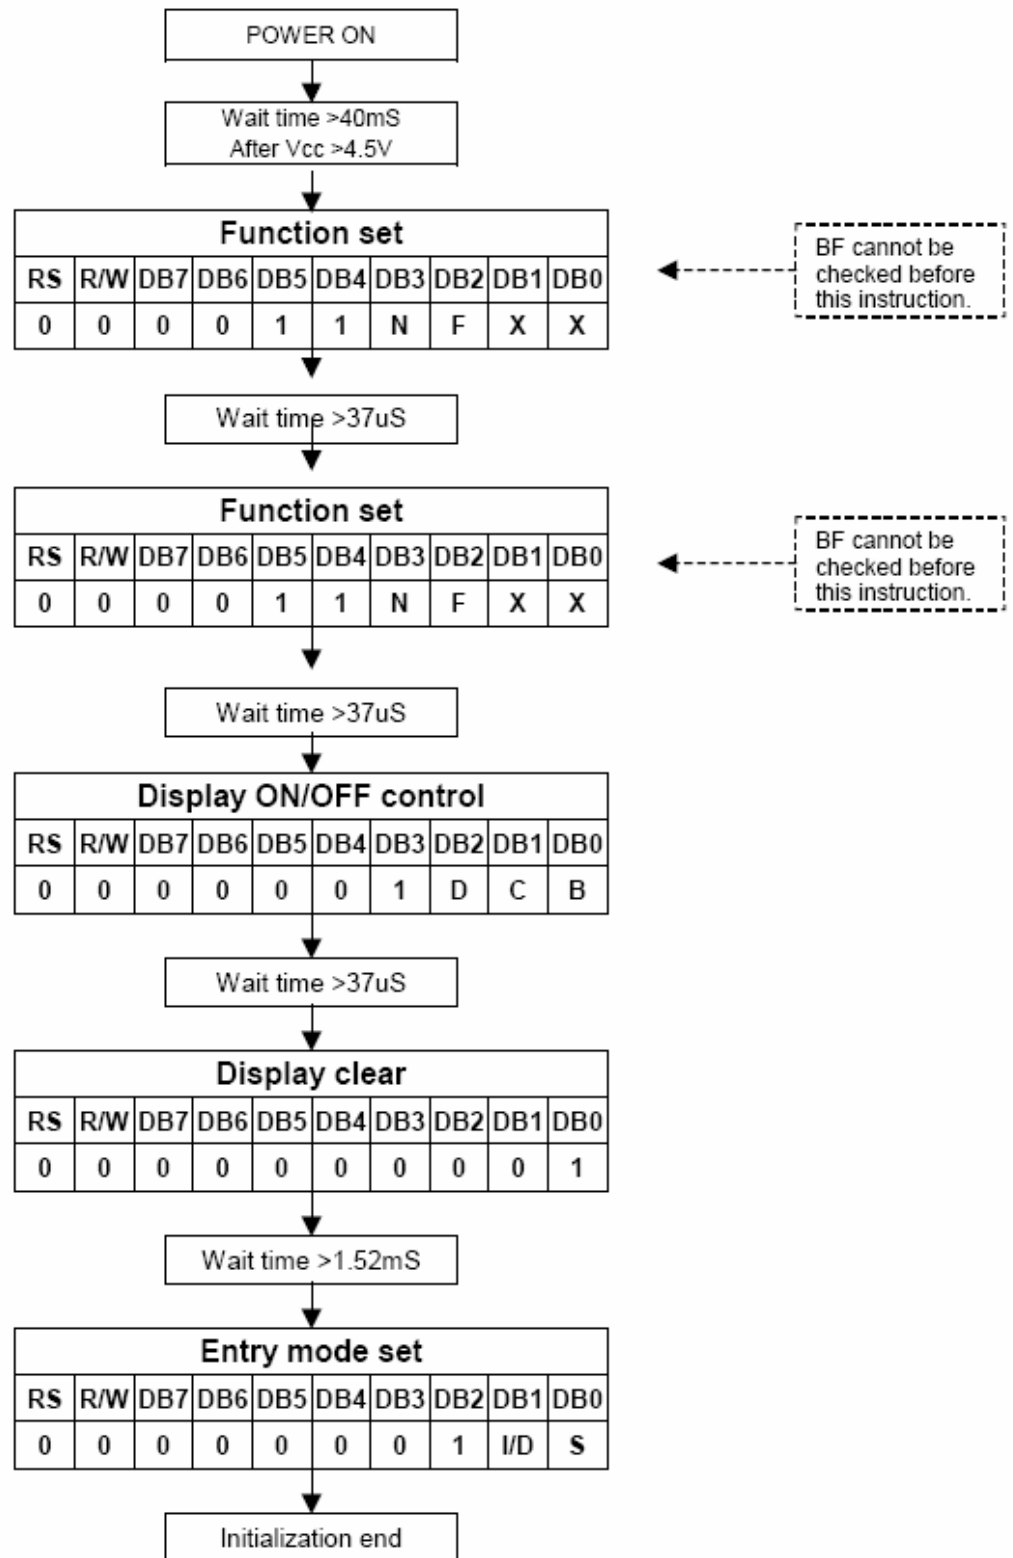 POWER ON
Wait time >40mS
After Vcc >4.5V
Function set
RS R/W DB7 DB6 DB5 DB4 DB3 DB2 DB1 DB0
0 0 0 0 1 1 N F X X
BF cannot be
checked before
this instruction.
Wait time >37uS
Function set
RS R/W DB7 DB6 DB5 DB4 DB3 DB2 DB1 DB0
0 0 0 0 1 1 N F X X
BF cannot be
checked before
this instruction.
Wait time >37uS
Display ON/OFF control
RS R/W DB7 DB6 DB5 DB4 DB3 DB2 DB1 DB0
0 0 0 0 0 0 1 D C B
Wait time >37uS
Display clear
RS R/W DB7 DB6 DB5 DB4 DB3 DB2 DB1 DB0
0 0 0 0 0 0 0 0 0 1
Wait time >1.52mS
Entry mode set
RS R/W DB7 DB6 DB5 DB4 DB3 DB2 DB1 DB0
0 0 0 0 0 0 0 1 I/D S
Initialization end